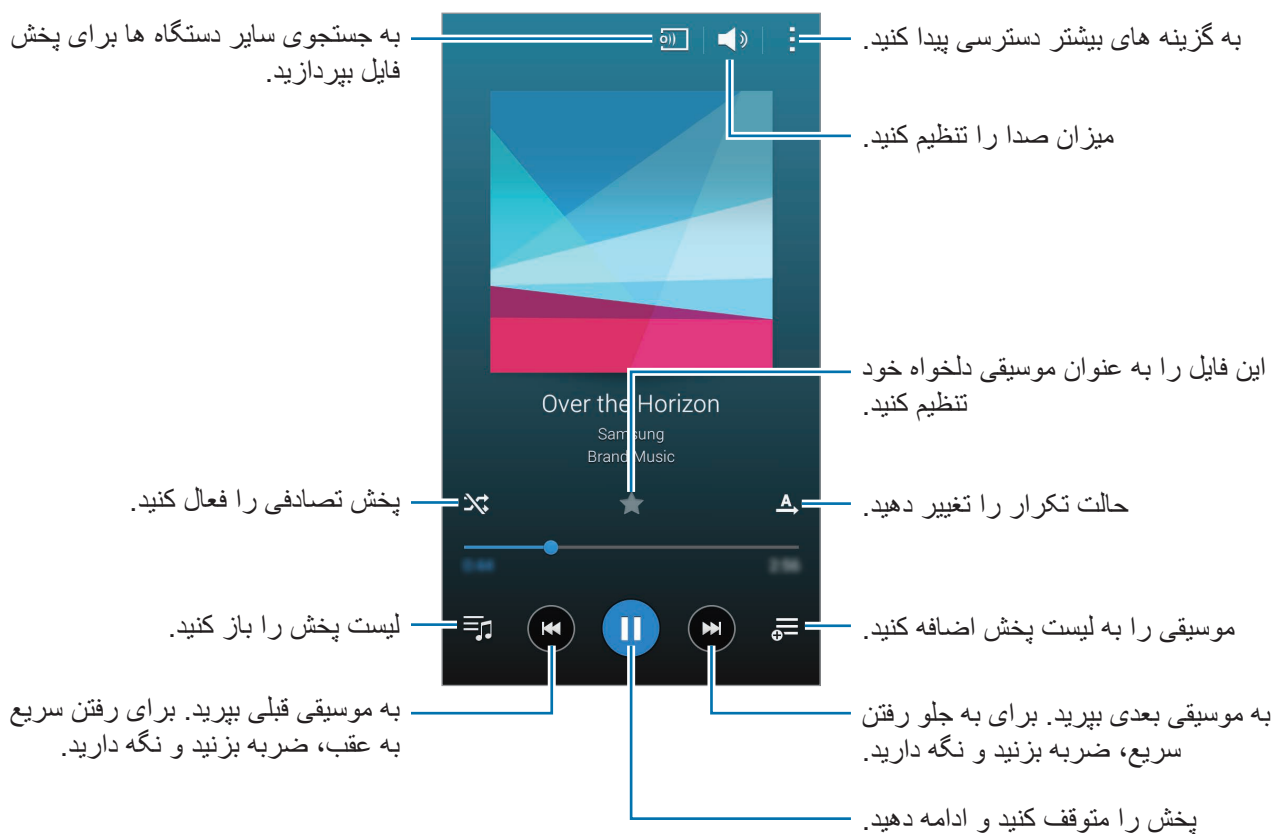 به جستجوی سایر دستگاه ها برای پخش
فایل بپردازید.
به گزینه های بیشتر دسترسی پیدا کنید.
میزان صدا را تنظیم کنید.
این فایل را به عنوان موسیقی دلخواه خود
تنظیم کنید.
Over the Horizon
Samsung
Brand Music
پخش تصادفی را فعال کنید.
A
حالت تکرار را تغییر دهید.
0:44
2:56
لیست پخش را باز کنید.
موسیقی را به لیست پخش اضافه کنید.
به موسیقی قبلی بپرید. برای رفتن سریع
به عقب، ضربه بزنید و نگه دارید.
به موسیقی بعدی بپرید. برای به جلو رفتن
سریع، ضربه بزنید و نگه دارید.
پخش را متوقف کنید و ادامه دهید.